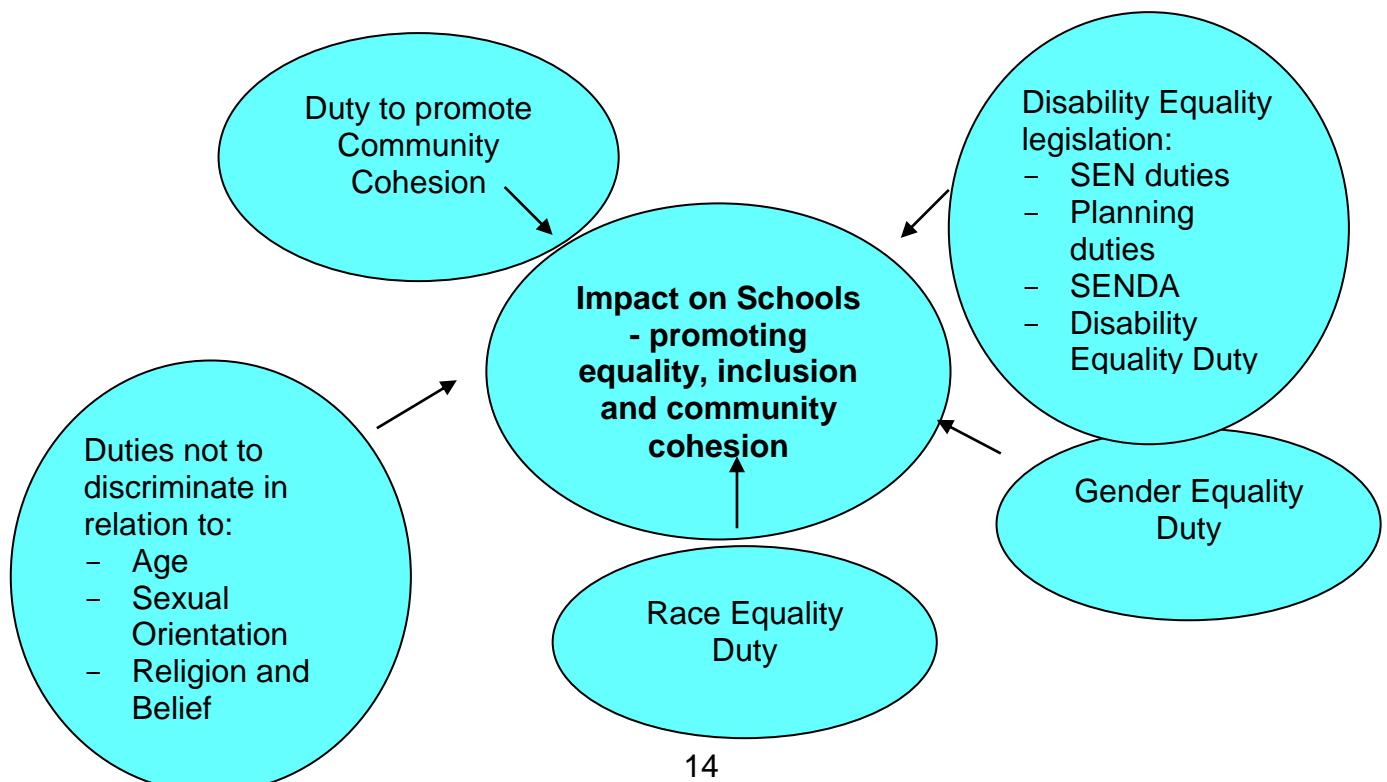 Duty to promote
Community
Cohesion
Disability Equality
legislation:
- SEN duties
- Planning
duties
- SENDA
- Disability
Equality Duty
Impact on Schools
- promoting
equality, inclusion
and community
cohesion
Duties not to
discriminate in
relation to:
- Age
- Sexual
Orientation
- Religion and
Belief
Gender Equality
Duty
Race Equality
Duty
14